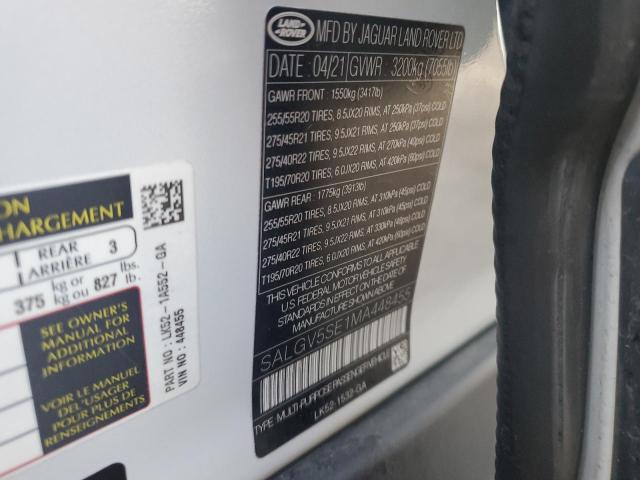 LAND
ROVER
MFD BY JAGUAR LAND ROVER LTD
DATE : 04/21 GVWR : 3200kg (7055lb)
GAWR FRONT : 1550kg (3417lb)
255/55R20 TIRES, 8.5JX20 RIMS, AT 250kPa (37psi) COLD
275/45R21 TIRES, 9.5JX21 RIMS, AT 250kPa (37psi) COLD
275/40R22 TIRES, 9.5JX22 RIMS, AT 270kPa (40psi) COLD
T195/70R20 TIRES, 6.0JX20 RIMS, AT 420kPa (60psi) COLD
GAWR REAR : 1775kg (3913lb)
255/55R20 TIRES, 8.5JX20 RIMS, AT 310kPa (45psi) COLD
275/45R21 TIRES, 9.5JX21 RIMS, AT 310kPa (45psi) COLD
275/40R22 TIRES, 9.5JX22 RIMS, AT 330kPa (48psi) COLD
T195/70R20 TIRES, 6.0JX20 RIMS, AT 420kPa (60psi) COLD
THIS VEHICLE CONFORMS TO ALL APPLICABLE
U.S FEDERAL MOTOR VEHICLE SAFETY
STANDARDS IN EFFECT ON THE DATE OF
MANUFACTURE SHOWN ABOVE
SALGV5SE1MA448455
TYPE: MULTI-PURPOSE PASSENGER VEHICLE
LK52-1532-GA
ON
CHARGEMENT
REAR
ARRIÈRE 3
375 kg or kg ou 827 lbs. lb.
SEE OWNER'S
MANUAL FOR
ADDITIONAL
INFORMATION
VOIR LE MANUEL
DE L'USAGER
POUR PLUS DE
RENSEIGNEMENTS
PART NO : LK52-1A552-GA
VIN NO : 448455